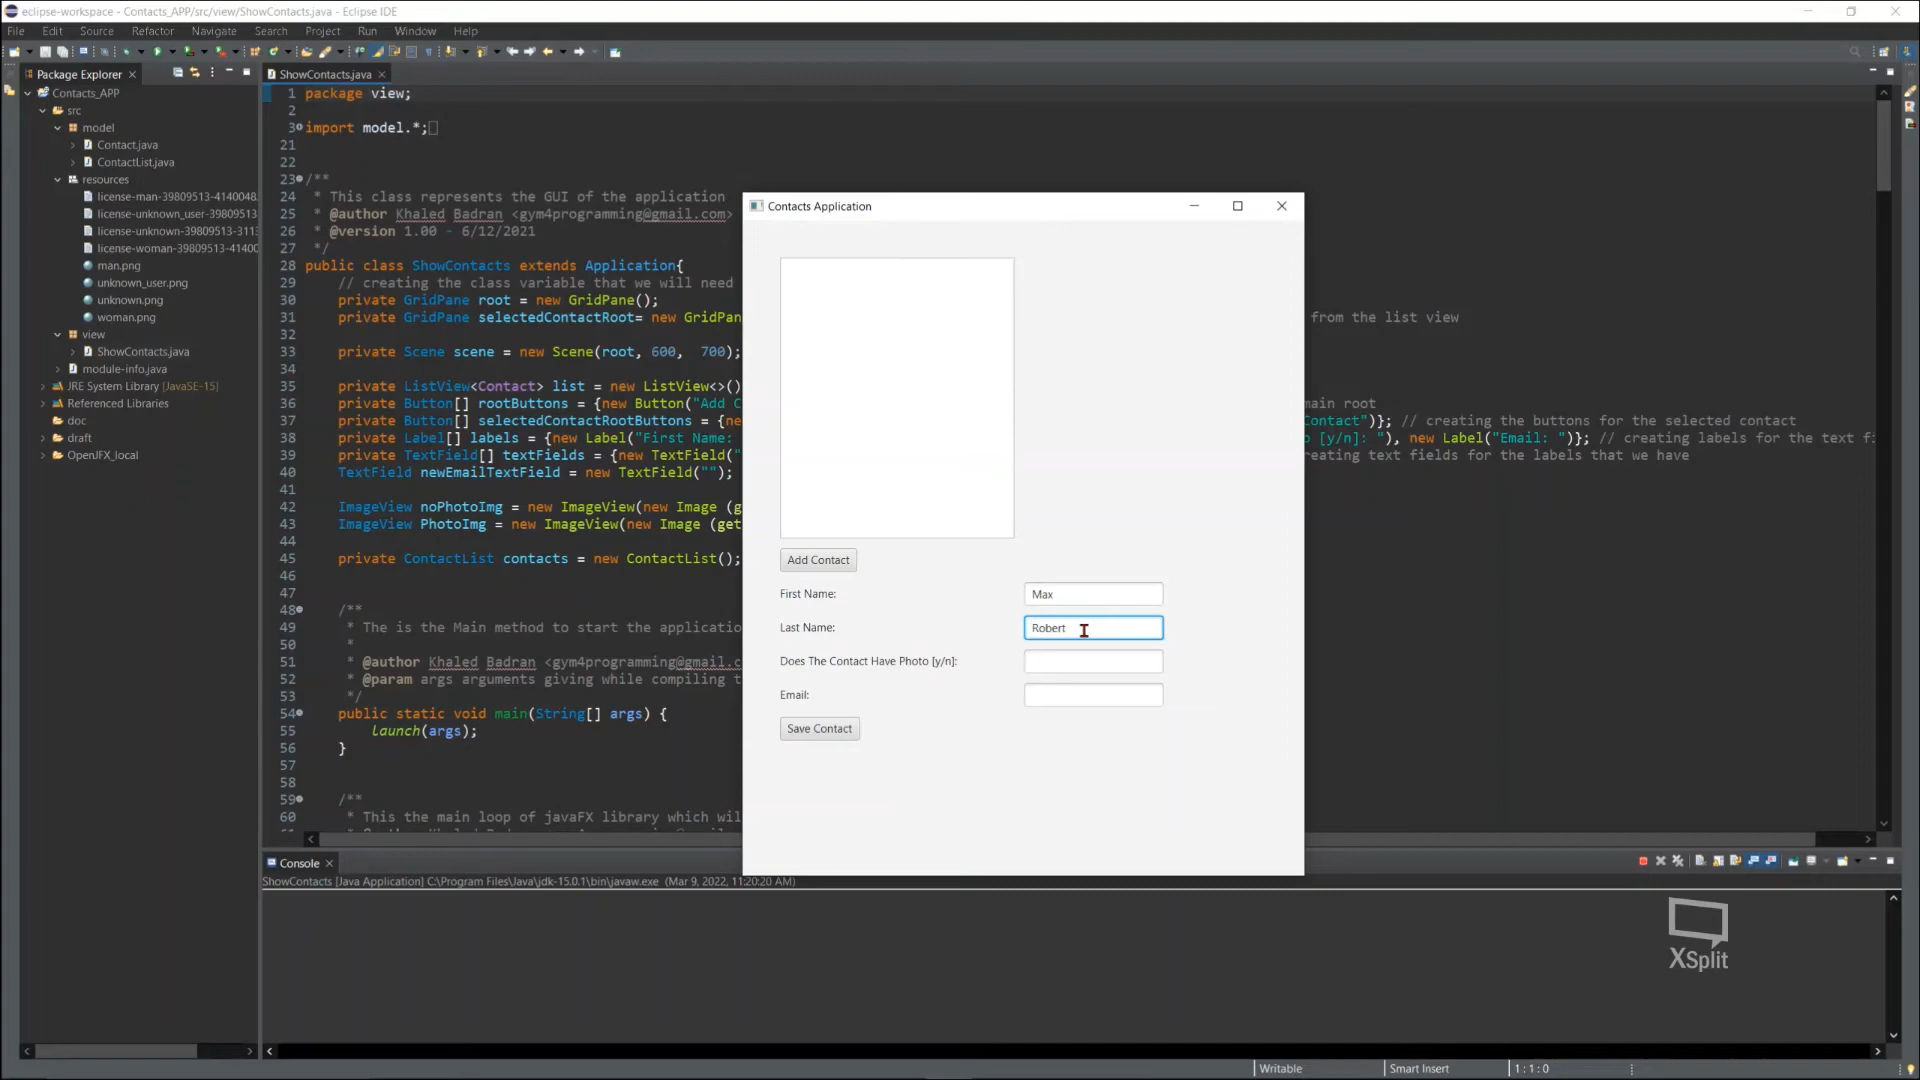 eclipse-workspace - Contacts_APP/src/view/ShowContacts.java - Eclipse IDE
File Edit Source Refactor Navigate Search Project Run Window Help
Package Explorer
Contacts_APP
src
model
Contact.java
ContactList.java
resources
license-man-39809513-4140048.
license-unknown_user-39809513
license-unknown-39809513-311
license-woman-39809513-41400
man.png
unknown_user.png
unknown.png
woman.png
view
ShowContacts.java
module-info.java
JRE System Library [JavaSE-15]
Referenced Libraries
doc
draft
OpenJFX_local
ShowContacts.java
1 package view;
2
3 import model.*;
21
22
23 /**
24 * This class represents the GUI of the application
25 * @author Khaled Badran <gym4programming@gmail.com>
26 * @version 1.00 - 6/12/2021
27 */
28 public class ShowContacts extends Application{
29 // creating the class variable that we will need
30 private GridPane root = new GridPane();
31 private GridPane selectedContactRoot= new GridPan from the list view
32
33 private Scene scene = new Scene(root, 600, 700);
34
35 private ListView<Contact> list = new ListView<>()
36 private Button[] rootButtons = {new Button("Add C main root
37 private Button[] selectedContactRootButtons = {ne Contact")}; // creating the buttons for the selected contact
38 private Label[] labels = {new Label("First Name: o [y/n]: "), new Label("Email: ")}; // creating labels for the text fi
39 private TextField[] textFields = {new TextField(" reating text fields for the labels that we have
40 TextField newEmailTextField = new TextField("");
41
42 ImageView noPhotoImg = new ImageView(new Image (g
43 ImageView PhotoImg = new ImageView(new Image (get
44
45 private ContactList contacts = new ContactList();
46
47
48 /**
49 * The is the Main method to start the application
50 *
51 * @author Khaled Badran <gym4programming@gmail.c
52 * @param args arguments giving while compiling t
53 */
54 public static void main(String[] args) {
55 launch(args);
56 }
57
58
59 /**
60 * This the main loop of javaFX library which wil
Contacts Application
Add Contact
First Name: Max
Last Name: Robert
Does The Contact Have Photo [y/n]:
Email:
Save Contact
Console
ShowContacts [Java Application] C:\Program Files\Java\jdk-15.0.1\bin\javaw.exe (Mar 9, 2022, 11:20:20 AM)
XSplit
Writable Smart Insert 1 : 1 : 0